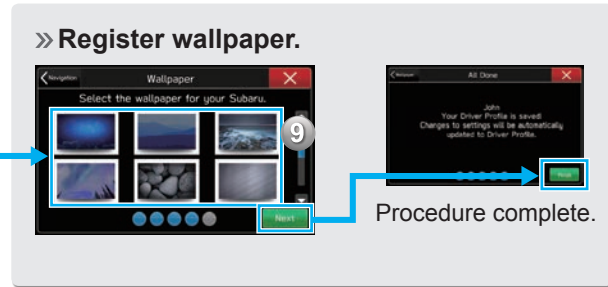 » Register wallpaper.
Navigation
Wallpaper
Select the wallpaper for your Subaru.
9
Next
All Done
John
Your Driver Profile is saved!
Changes to settings will be automatically
updated to Driver Profile.
Finish
Procedure complete.